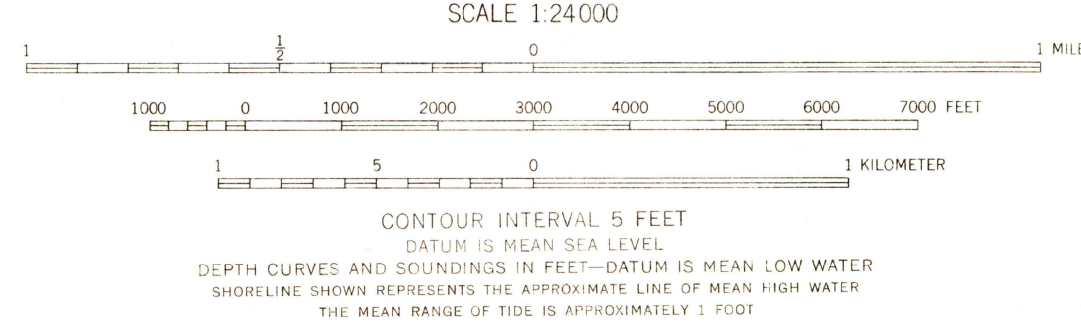 SCALE 1:24000
1 ½ 0 1 MILE
1000 0 1000 2000 3000 4000 5000 6000 7000 FEET
1 5 0 1 KILOMETER
CONTOUR INTERVAL 5 FEET
DATUM IS MEAN SEA LEVEL
DEPTH CURVES AND SOUNDINGS IN FEET—DATUM IS MEAN LOW WATER
SHORELINE SHOWN REPRESENTS THE APPROXIMATE LINE OF MEAN HIGH WATER
THE MEAN RANGE OF TIDE IS APPROXIMATELY 1 FOOT